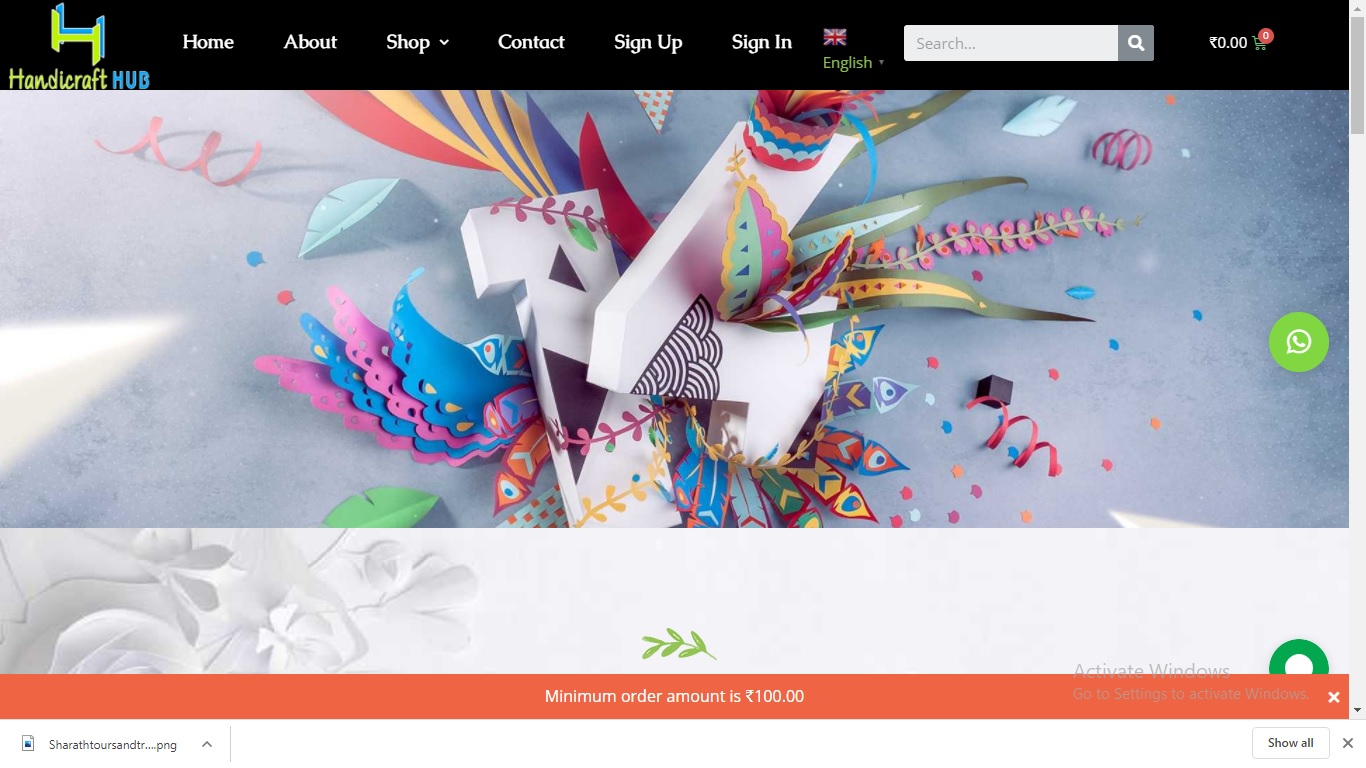 Handicraft HUB
Home
About
Shop
Contact
Sign Up
Sign In
English
Search...
₹0.00
0
Activate Windows
Go to Settings to activate Windows.
Minimum order amount is ₹100.00
Sharathtoursandtr....png
Show all